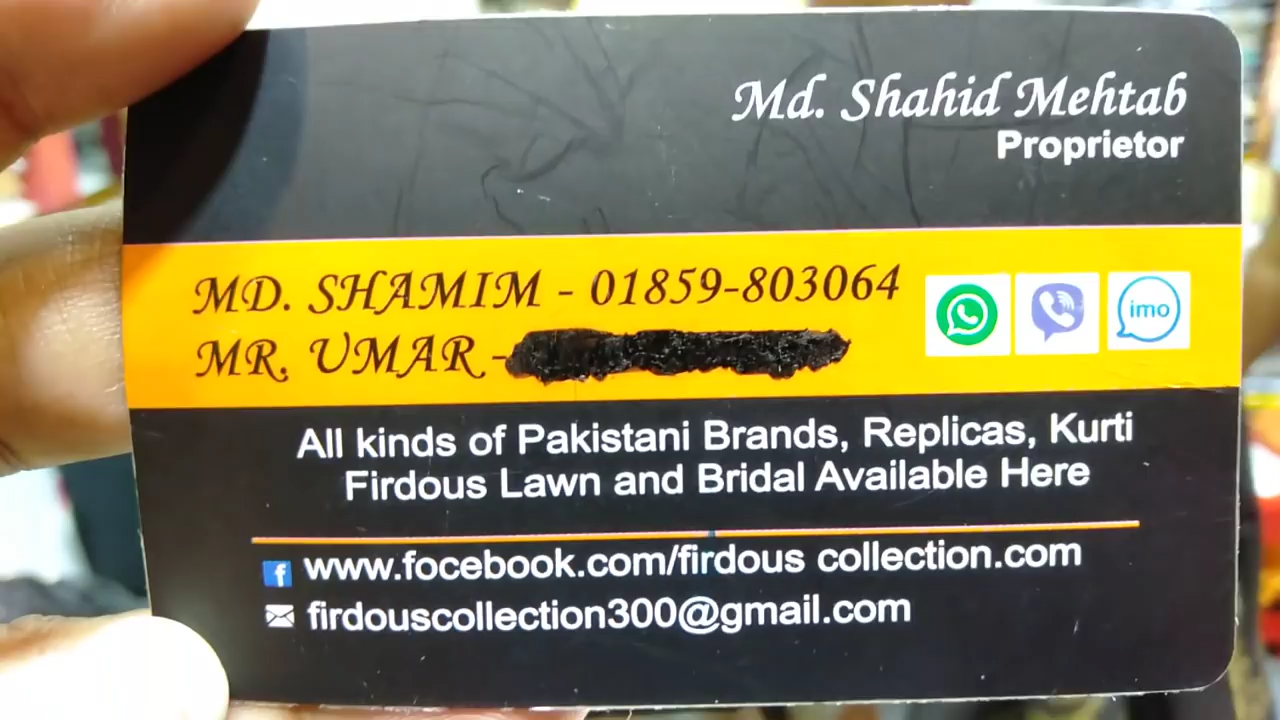 Md. Shahid Mehtab
Proprietor
MD. SHAMIM - 01859-803064
MR. UMAR -
imo
All kinds of Pakistani Brands, Replicas, Kurti
Firdous Lawn and Bridal Available Here
f www.focebook.com/firdous collection.com
firdouscollection300@gmail.com